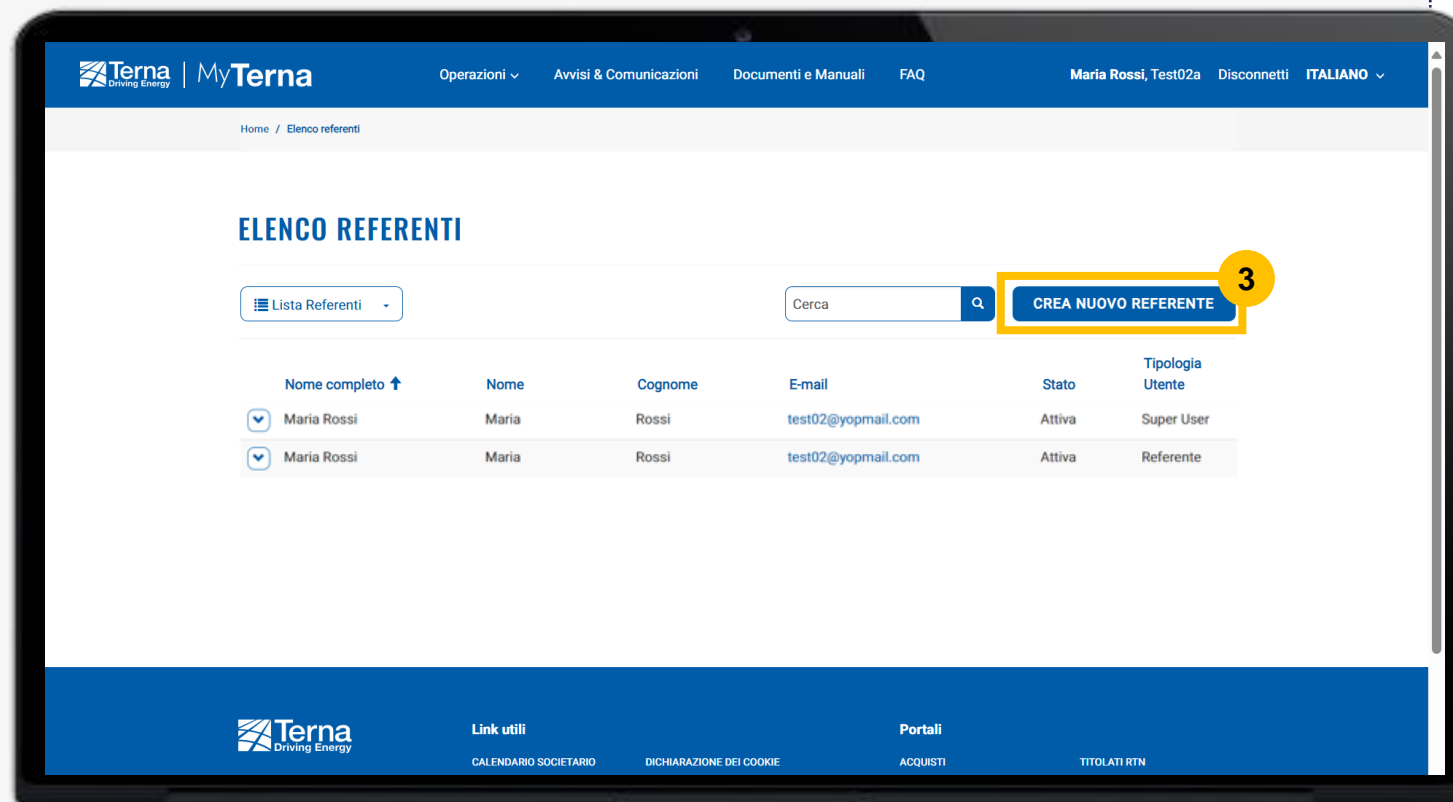 Terna
Driving Energy
MyTerna
Operazioni
Avvisi & Comunicazioni
Documenti e Manuali
FAQ
Maria Rossi, Test02a
Disconnetti
ITALIANO
Home / Elenco referenti
ELENCO REFERENTI
3
Lista Referenti
Cerca
CREA NUOVO REFERENTE
Nome completo Nome Cognome E-mail Stato Tipologia Utente
Maria Rossi Maria Rossi test02@yopmail.com Attiva Super User
Maria Rossi Maria Rossi test02@yopmail.com Attiva Referente
Terna
Driving Energy
Link utili
Portali
CALENDARIO SOCIETARIO
DICHIARAZIONE DEI COOKIE
ACQUISTI
TITOLATI RTN